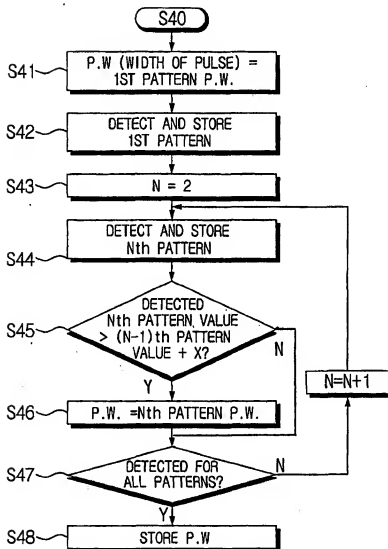 S40
S41
P.W (WIDTH OF PULSE) =
1ST PATTERN P.W.
S42
DETECT AND STORE
1ST PATTERN
S43
N = 2
S44
DETECT AND STORE
Nth PATTERN
S45
DETECTED
Nth PATTERN VALUE
> (N-1)th PATTERN
VALUE + X?
N
Y
N=N+1
S46
P.W. =Nth PATTERN P.W.
S47
DETECTED FOR
ALL PATTERNS?
N
Y
S48
STORE P.W